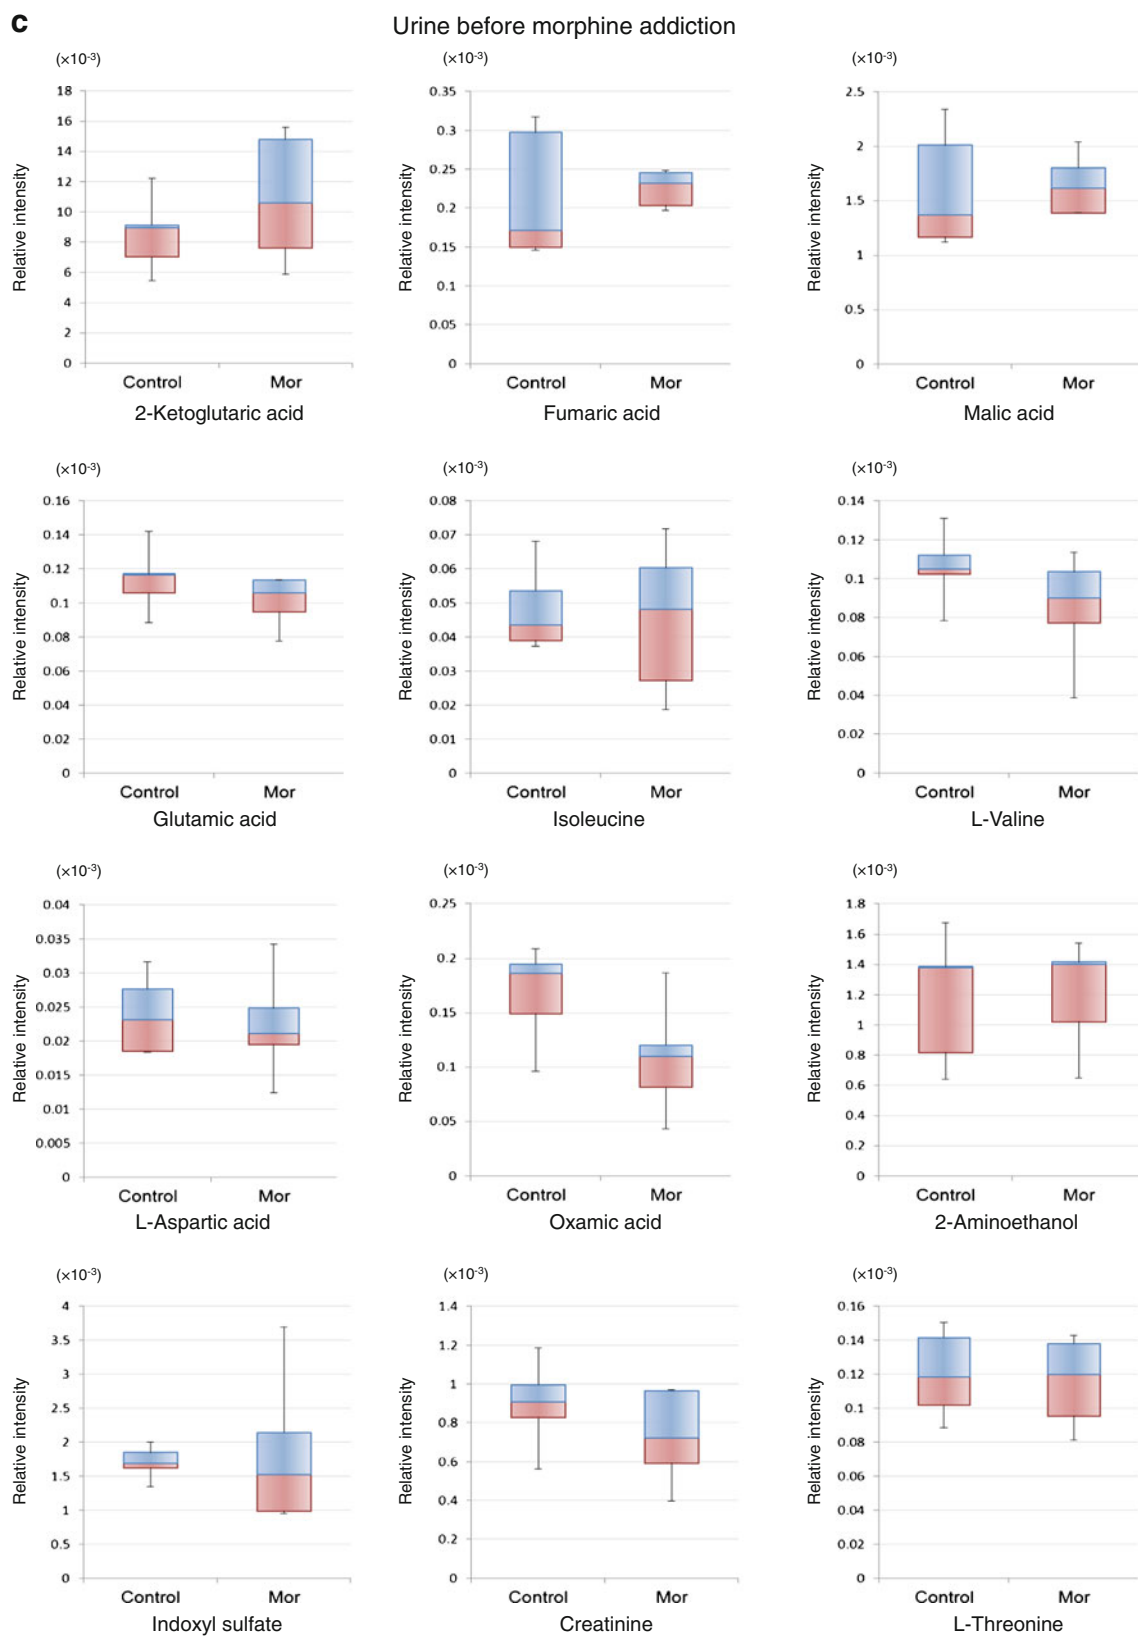 c
Urine before morphine addiction
(×10-3)
18
16
14
12
10
8
6
4
2
0
Relative intensity
Control Mor
2-Ketoglutaric acid
(×10-3)
0.35
0.3
0.25
0.2
0.15
0.1
0.05
0
Relative intensity
Control Mor
Fumaric acid
(×10-3)
2.5
2
1.5
1
0.5
0
Relative intensity
Control Mor
Malic acid
(×10-3)
0.16
0.14
0.12
0.1
0.08
0.06
0.04
0.02
0
Relative intensity
Control Mor
Glutamic acid
(×10-3)
0.08
0.07
0.06
0.05
0.04
0.03
0.02
0.01
0
Relative intensity
Control Mor
Isoleucine
(×10-3)
0.14
0.12
0.1
0.08
0.06
0.04
0.02
0
Relative intensity
Control Mor
L-Valine
(×10-3)
0.04
0.035
0.03
0.025
0.02
0.015
0.01
0.005
0
Relative intensity
Control Mor
L-Aspartic acid
(×10-3)
0.25
0.2
0.15
0.1
0.05
0
Relative intensity
Control Mor
Oxamic acid
(×10-3)
1.8
1.6
1.4
1.2
1
0.8
0.6
0.4
0.2
0
Relative intensity
Control Mor
2-Aminoethanol
(×10-3)
4
3.5
3
2.5
2
1.5
1
0.5
0
Relative intensity
Control Mor
Indoxyl sulfate
(×10-3)
1.4
1.2
1
0.8
0.6
0.4
0.2
0
Relative intensity
Control Mor
Creatinine
(×10-3)
0.16
0.14
0.12
0.1
0.08
0.06
0.04
0.02
0
Relative intensity
Control Mor
L-Threonine